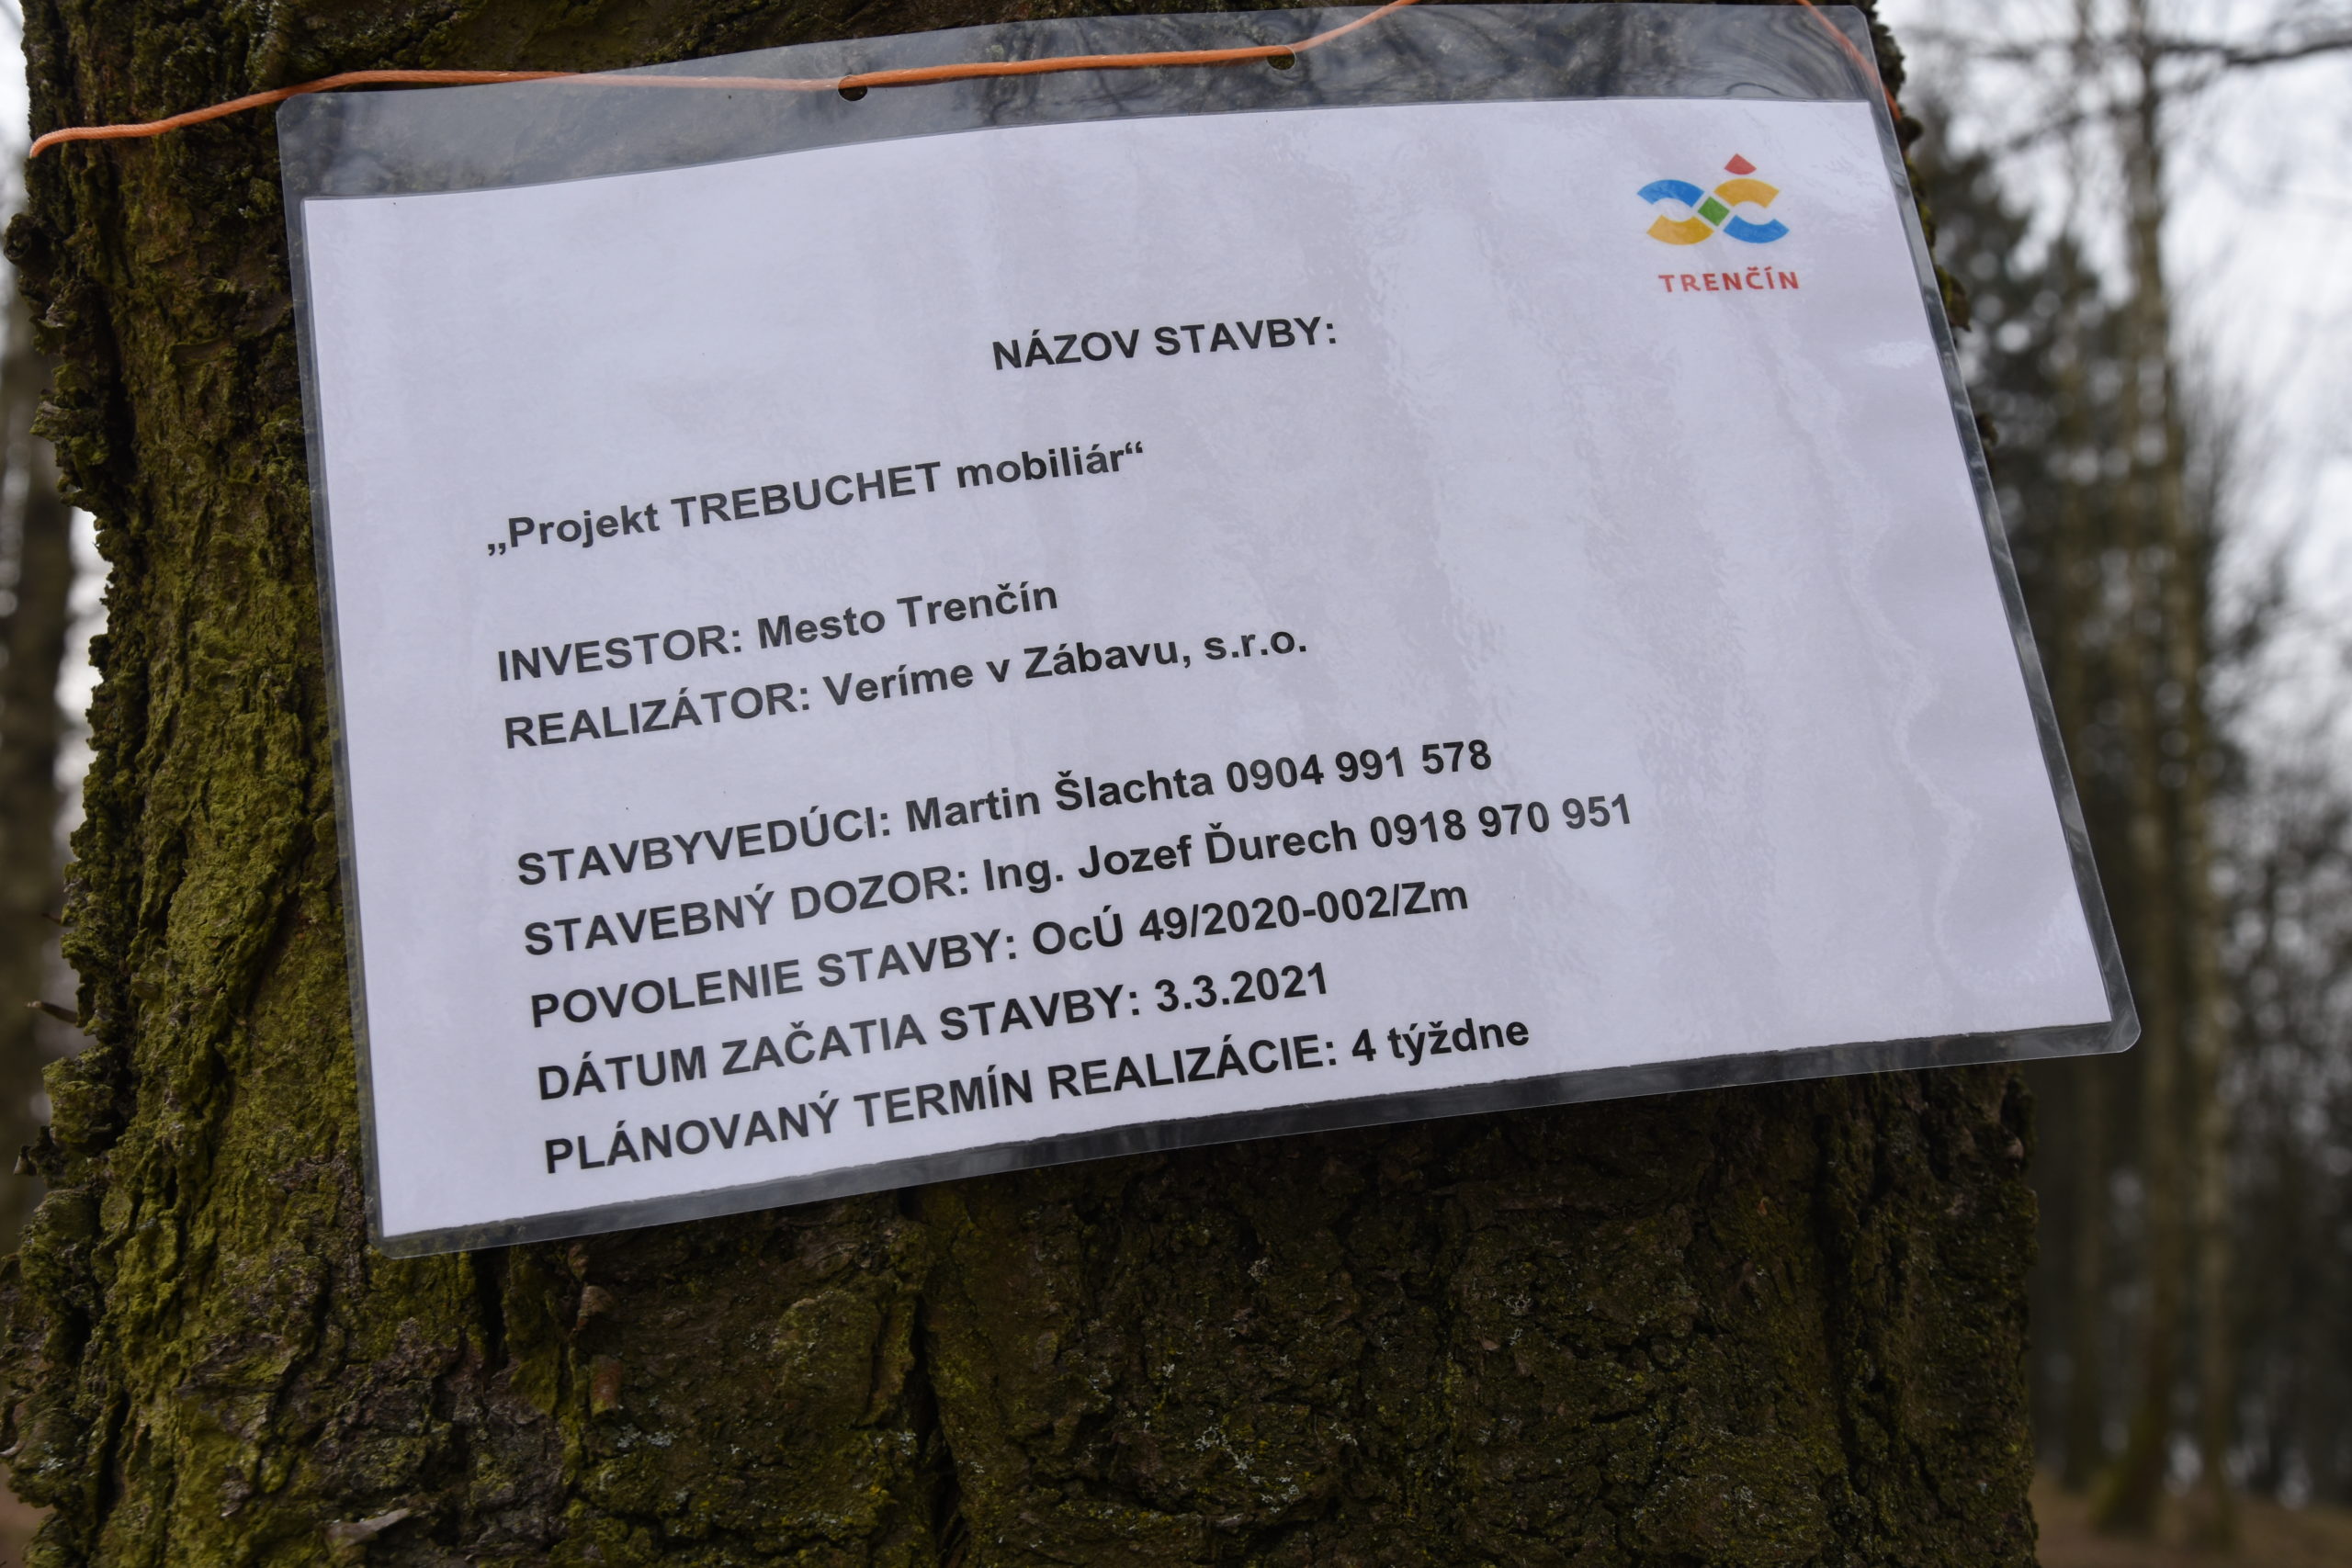 TRENČÍN
NÁZOV STAVBY:
„Projekt TREBUCHET mobiliár“
INVESTOR: Mesto Trenčín
REALIZÁTOR: Veríme v Zábavu, s.r.o.
STAVBYVEDÚCI: Martin Šlachta 0904 991 578
STAVEBNÝ DOZOR: Ing. Jozef Ďurech 0918 970 951
POVOLENIE STAVBY: OcÚ 49/2020-002/Zm
DÁTUM ZAČATIA STAVBY: 3.3.2021
PLÁNOVANÝ TERMÍN REALIZÁCIE: 4 týždne